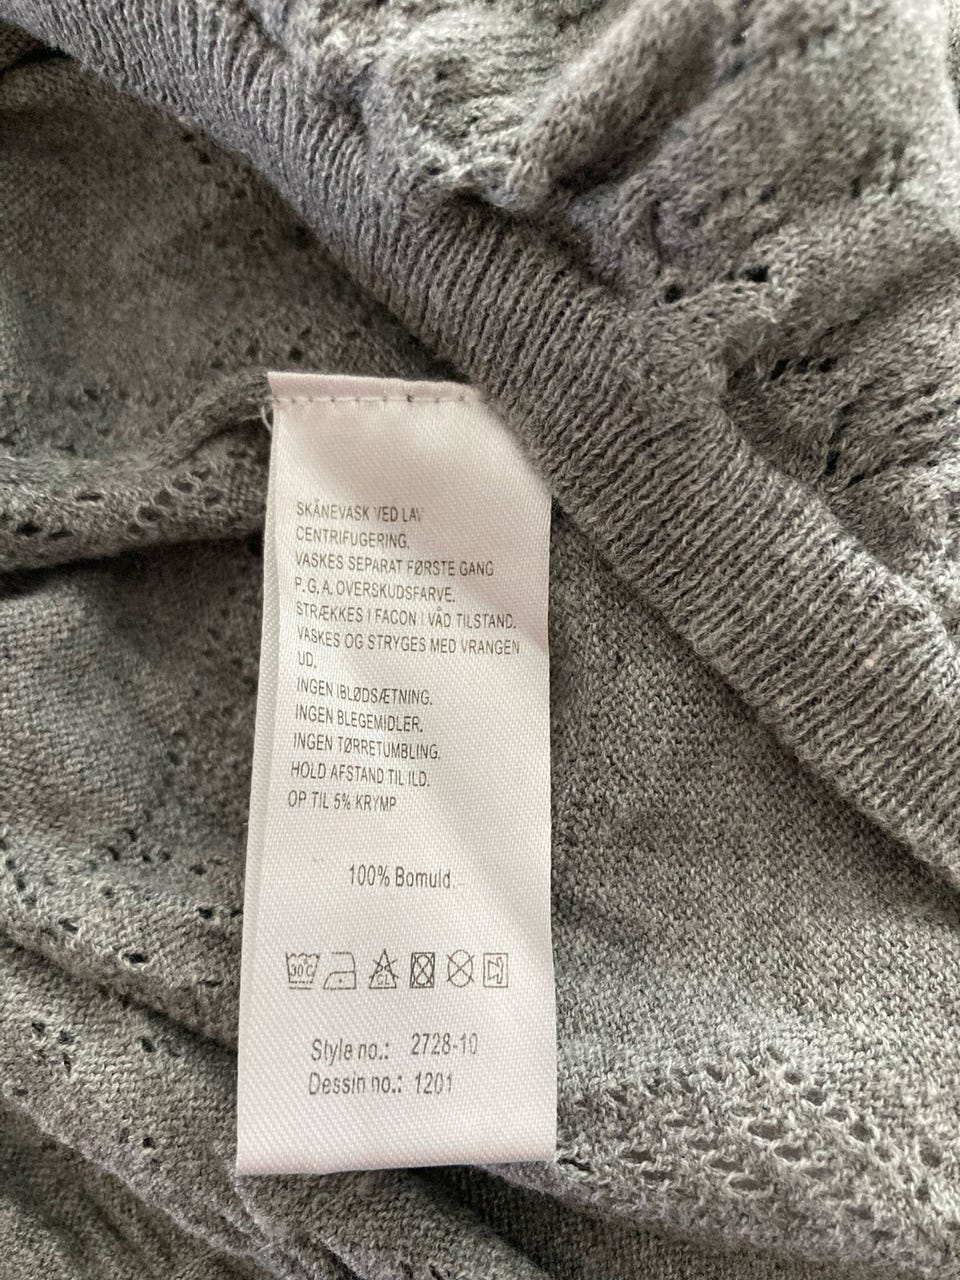 SKÅNEVASK VED LAV
CENTRIFUGERING.
VASKES SEPARAT FØRSTE GANG
P.G.A. OVERSKUDSFARVE.
STRÆKKES I FACON I VÅD TILSTAND.
VASKES OG STRYGES MED VRANGEN
UD.
INGEN IBLØDSÆTNING.
INGEN BLEGEMIDLER.
INGEN TØRRETUMBLING.
HOLD AFSTAND TIL ILD.
OP TIL 5% KRYMP
100% Bomuld.
30°C CL
Style no.: 2728-10
Dessin no.: 1201